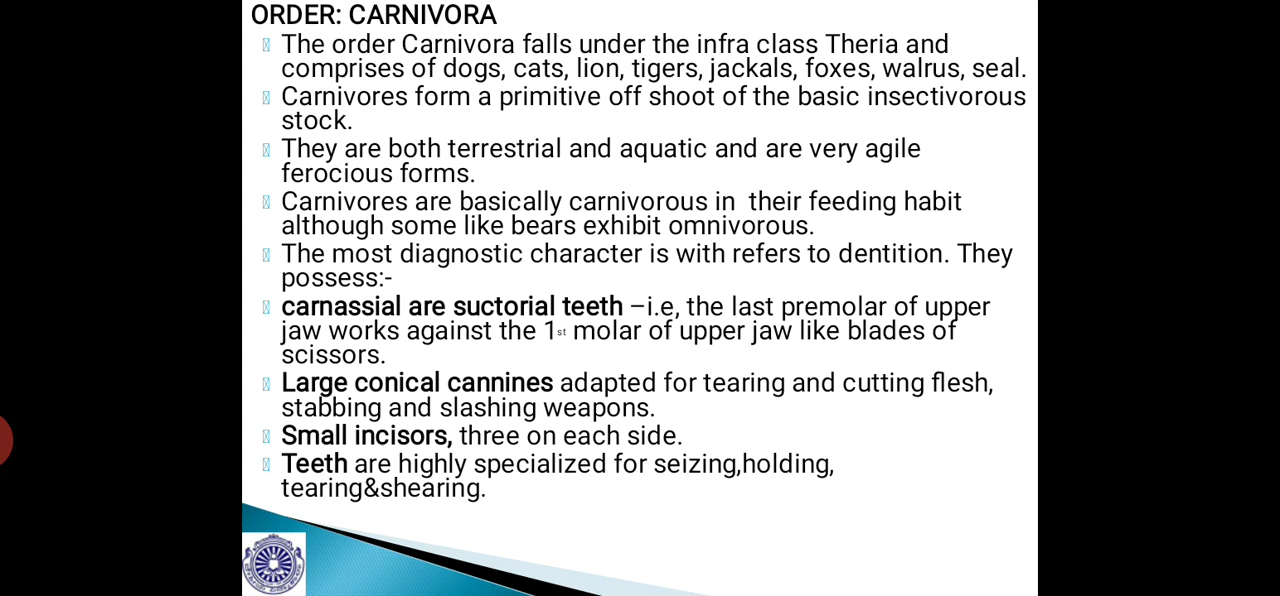 ORDER: CARNIVORA
The order Carnivora falls under the infra class Theria and
comprises of dogs, cats, lion, tigers, jackals, foxes, walrus, seal.
Carnivores form a primitive off shoot of the basic insectivorous
stock.
They are both terrestrial and aquatic and are very agile
ferocious forms.
Carnivores are basically carnivorous in  their feeding habit
although some like bears exhibit omnivorous.
The most diagnostic character is with refers to dentition. They
possess:-
carnassial are suctorial teeth –i.e, the last premolar of upper
jaw works against the 1st molar of upper jaw like blades of
scissors.
Large conical cannines adapted for tearing and cutting flesh,
stabbing and slashing weapons.
Small incisors, three on each side.
Teeth are highly specialized for seizing,holding,
tearing&shearing.